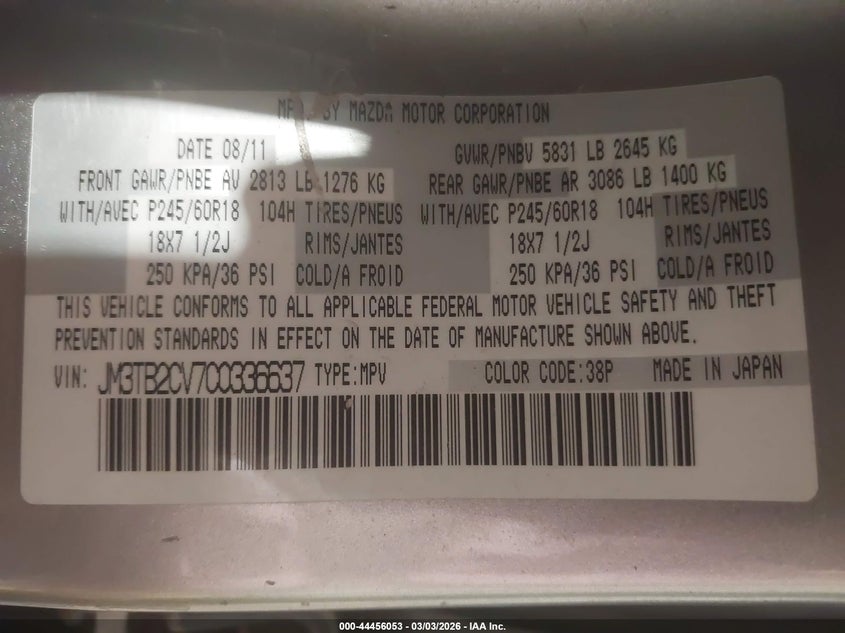 BY MAZDA MOTOR CORPORATION
DATE 08/11 GVWR/PNBV 5831 LB 2645 KG
FRONT GAWR/PNBE AV 2813 LB 1276 KG REAR GAWR/PNBE AR 3086 LB 1400 KG
WITH/AVEC P245/60R18 104H TIRES/PNEUS WITH/AVEC P245/60R18 104H TIRES/PNEUS
18X7 1/2J RIMS/JANTES 18X7 1/2J RIMS/JANTES
250 KPA/36 PSI COLD/A FROID 250 KPA/36 PSI COLD/A FROID
THIS VEHICLE CONFORMS TO ALL APPLICABLE FEDERAL MOTOR VEHICLE SAFETY AND THEFT
PREVENTION STANDARDS IN EFFECT ON THE DATE OF MANUFACTURE SHOWN ABOVE.
VIN: JM3TB2CV7C0336637 TYPE:MPV COLOR CODE:38P MADE IN JAPAN
000-44456053 - 03/03/2026 - IAA Inc.